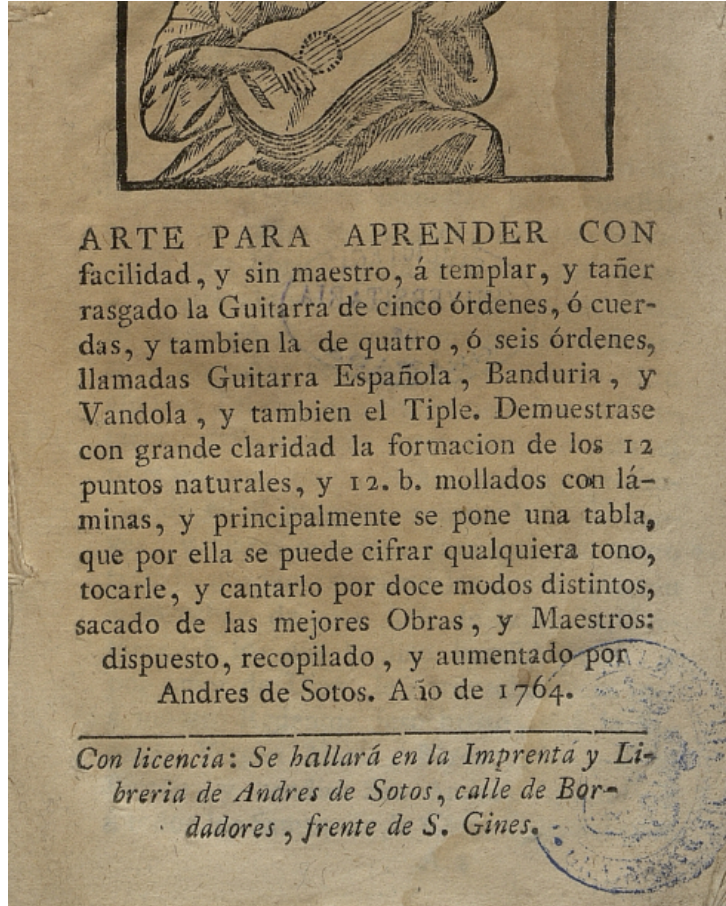 ARTE PARA APRENDER CON
facilidad, y sin maestro, á templar, y tañer
rasgado la Guitarra de cinco órdenes, ó cuer-
das, y tambien la de quatro, ó seis órdenes,
llamadas Guitarra Española, Banduria, y
Vandola, y tambien el Tiple. Demuestrase
con grande claridad la formacion de los 12
puntos naturales, y 12. b. mollados con lá-
minas, y principalmente se pone una tabla,
que por ella se puede cifrar qualquiera tono,
tocarle, y cantarlo por doce modos distintos,
sacado de las mejores Obras, y Maestros:
dispuesto, recopilado, y aumentado por
Andres de Sotos. Año de 1764.
Con licencia: Se hallará en la Imprenta y Li-
breria de Andres de Sotos, calle de Bor-
dadores, frente de S. Gines.